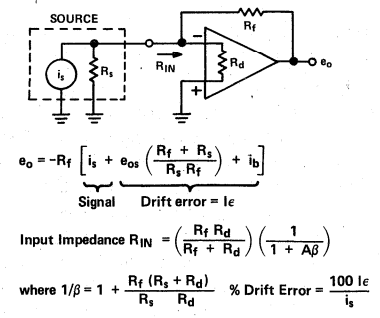 SOURCE
i_s
R_s
R_IN
R_f
−
R_d
+
e_o
e_o = -R_f [ i_s + e_os ( (R_f + R_s) / (R_s R_f) ) + i_b ]
Signal Drift error = Iϵ
Input Impedance R_IN = ( (R_f R_d) / (R_f + R_d) ) ( 1 / (1 + Aβ) )
where 1/β = 1 + (R_f (R_s + R_d)) / (R_s R_d) % Drift Error = (100 Iϵ) / i_s